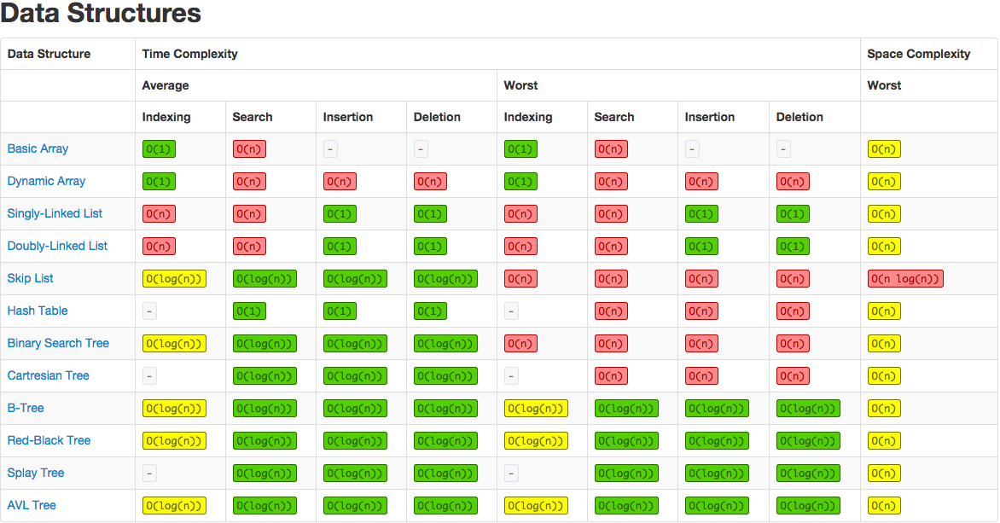 Data Structures
Data Structure Time Complexity Space Complexity
Average Worst Worst
Indexing Search Insertion Deletion Indexing Search Insertion Deletion
Basic Array O(1) O(n) - - O(1) O(n) - - O(n)
Dynamic Array O(1) O(n) O(n) O(n) O(1) O(n) O(n) O(n) O(n)
Singly-Linked List O(n) O(n) O(1) O(1) O(n) O(n) O(1) O(1) O(n)
Doubly-Linked List O(n) O(n) O(1) O(1) O(n) O(n) O(1) O(1) O(n)
Skip List O(log(n)) O(log(n)) O(log(n)) O(log(n)) O(n) O(n) O(n) O(n) O(n log(n))
Hash Table - O(1) O(1) O(1) - O(n) O(n) O(n) O(n)
Binary Search Tree O(log(n)) O(log(n)) O(log(n)) O(log(n)) O(n) O(n) O(n) O(n) O(n)
Cartresian Tree - O(log(n)) O(log(n)) O(log(n)) - O(n) O(n) O(n) O(n)
B-Tree O(log(n)) O(log(n)) O(log(n)) O(log(n)) O(log(n)) O(log(n)) O(log(n)) O(log(n)) O(n)
Red-Black Tree O(log(n)) O(log(n)) O(log(n)) O(log(n)) O(log(n)) O(log(n)) O(log(n)) O(log(n)) O(n)
Splay Tree - O(log(n)) O(log(n)) O(log(n)) - O(log(n)) O(log(n)) O(log(n)) O(n)
AVL Tree O(log(n)) O(log(n)) O(log(n)) O(log(n)) O(log(n)) O(log(n)) O(log(n)) O(log(n)) O(n)